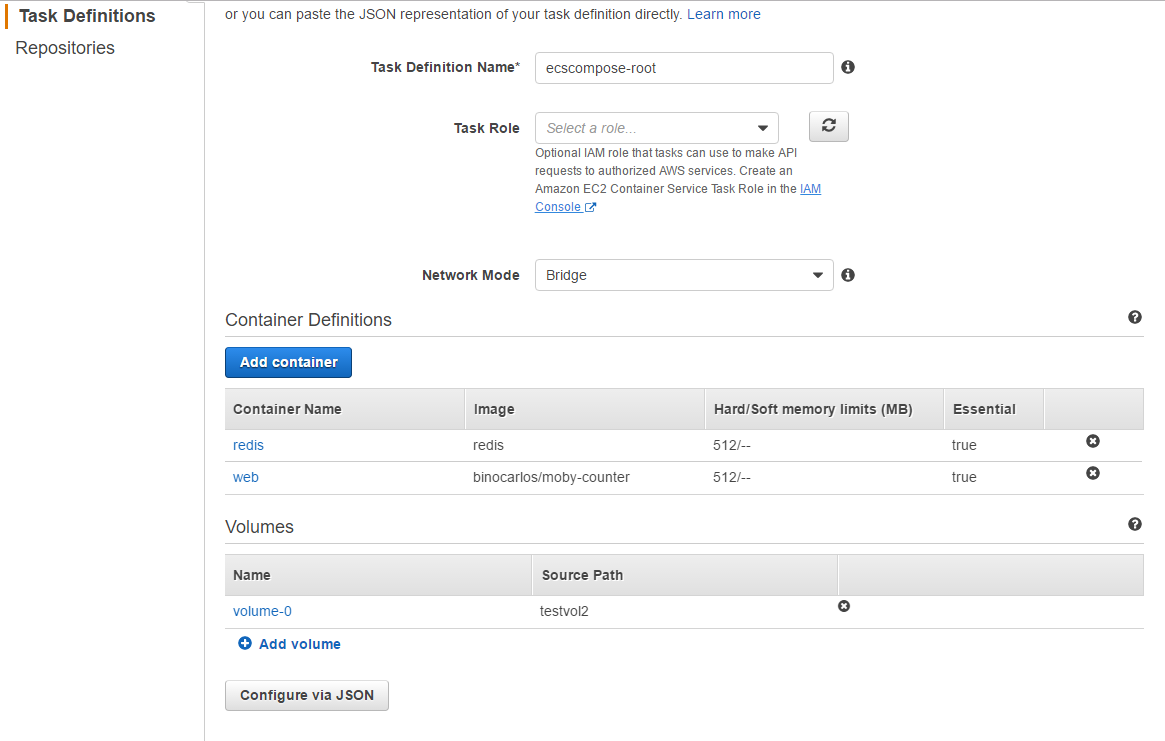 Task Definitions
Repositories
or you can paste the JSON representation of your task definition directly. Learn more
Task Definition Name* ecscompose-root
Task Role Select a role...
Optional IAM role that tasks can use to make API
requests to authorized AWS services. Create an
Amazon EC2 Container Service Task Role in the IAM
Console
Network Mode Bridge
Container Definitions
Add container
Container Name Image Hard/Soft memory limits (MB) Essential
redis redis 512/-- true
web binocarlos/moby-counter 512/-- true
Volumes
Name Source Path
volume-0 testvol2
Add volume
Configure via JSON